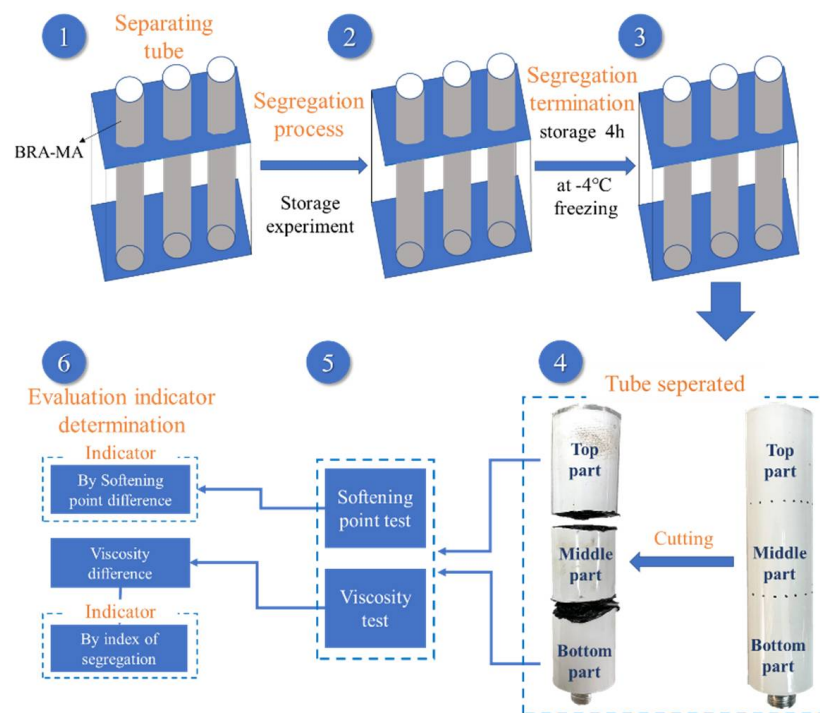 1
Separating
tube
BRA-MA
Segregation
process
Storage
experiment
2
Segregation
termination
storage 4h
at -4°C
freezing
3
4
Tube seperated
Top
part
Middle
part
Bottom
part
Cutting
Top
part
Middle
part
Bottom
part
5
Softening
point test
Viscosity
test
6
Evaluation indicator
determination
Indicator
By Softening
point difference
Viscosity
difference
Indicator
By index of
segregation